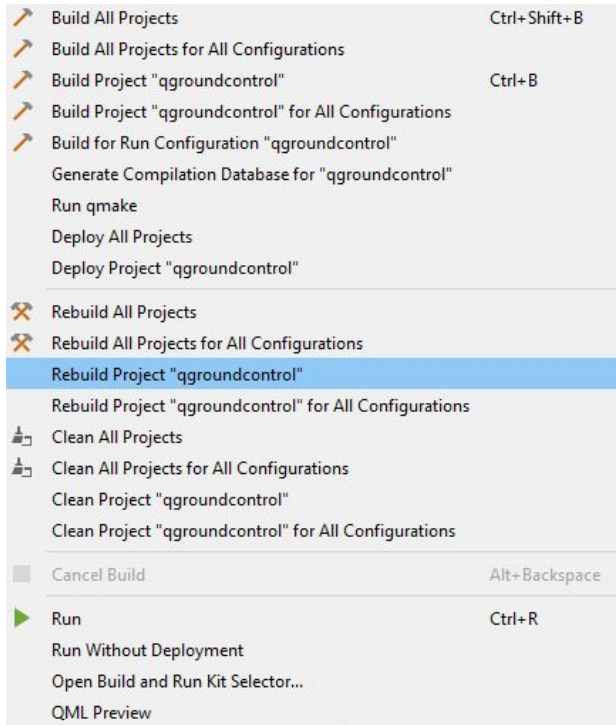 Build All Projects Ctrl+Shift+B
Build All Projects for All Configurations
Build Project "qgroundcontrol" Ctrl+B
Build Project "qgroundcontrol" for All Configurations
Build for Run Configuration "qgroundcontrol"
Generate Compilation Database for "qgroundcontrol"
Run qmake
Deploy All Projects
Deploy Project "qgroundcontrol"
Rebuild All Projects
Rebuild All Projects for All Configurations
Rebuild Project "qgroundcontrol"
Rebuild Project "qgroundcontrol" for All Configurations
Clean All Projects
Clean All Projects for All Configurations
Clean Project "qgroundcontrol"
Clean Project "qgroundcontrol" for All Configurations
Cancel Build Alt+Backspace
Run Ctrl+R
Run Without Deployment
Open Build and Run Kit Selector...
QML Preview